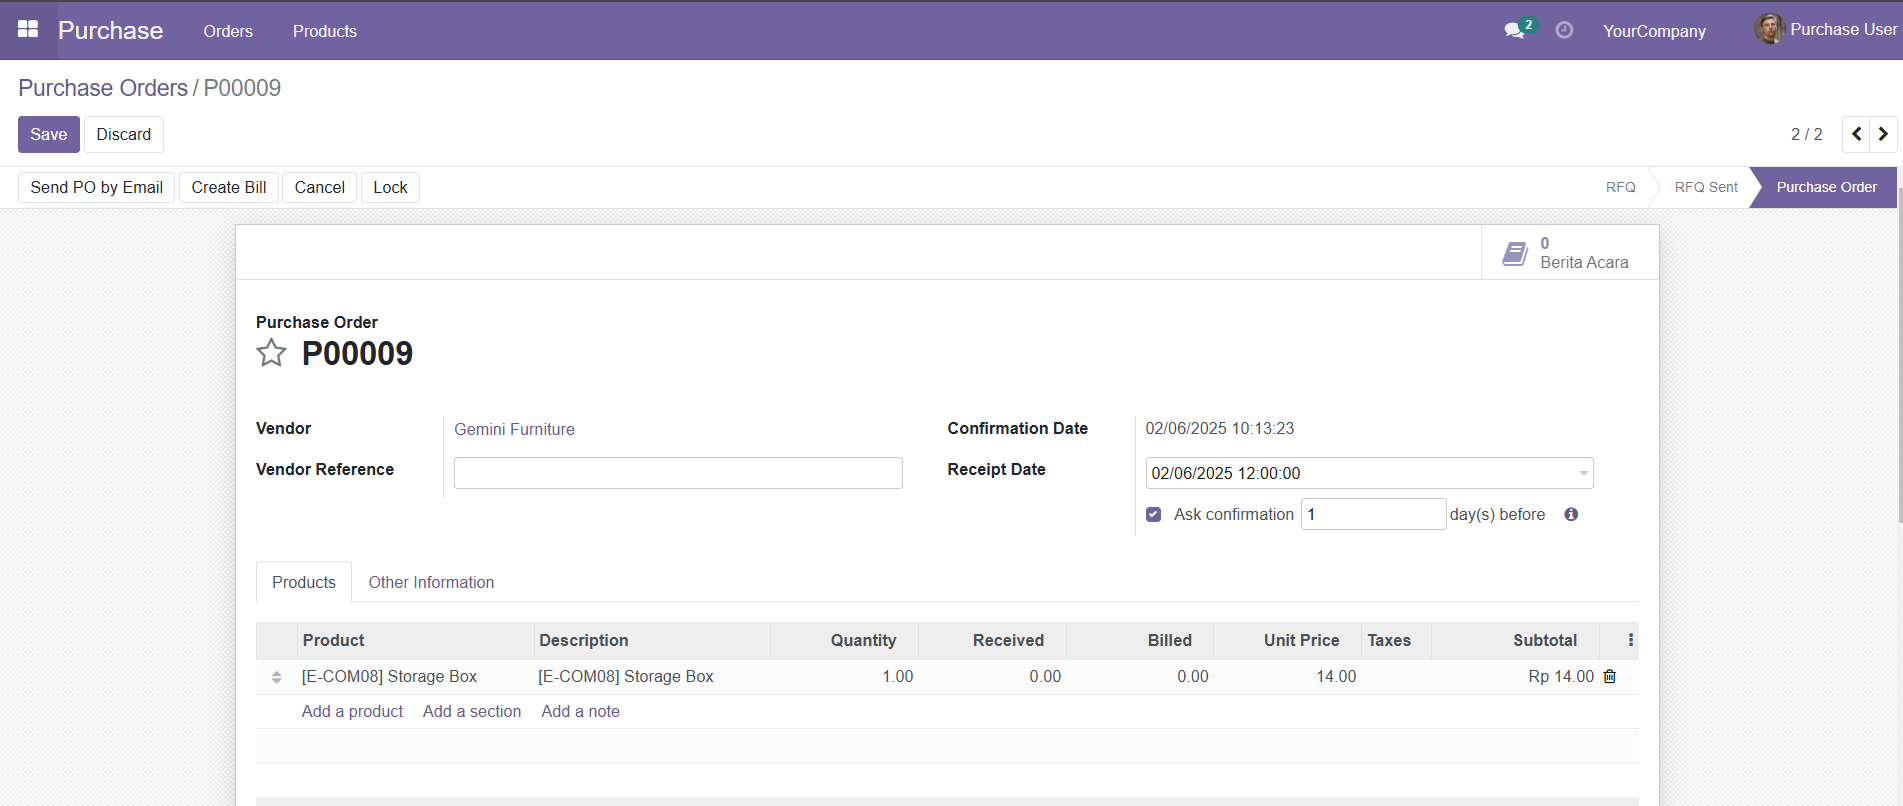 Purchase Orders Products 2 YourCompany Purchase User
Purchase Orders / P00009
Save Discard 2 / 2
Send PO by Email Create Bill Cancel Lock RFQ RFQ Sent Purchase Order
0
Berita Acara
Purchase Order
P00009
Vendor Gemini Furniture Confirmation Date 02/06/2025 10:13:23
Vendor Reference Receipt Date 02/06/2025 12:00:00
Ask confirmation 1 day(s) before
Products Other Information
Product Description Quantity Received Billed Unit Price Taxes Subtotal
[E-COM08] Storage Box [E-COM08] Storage Box 1.00 0.00 0.00 14.00 Rp 14.00
Add a product Add a section Add a note